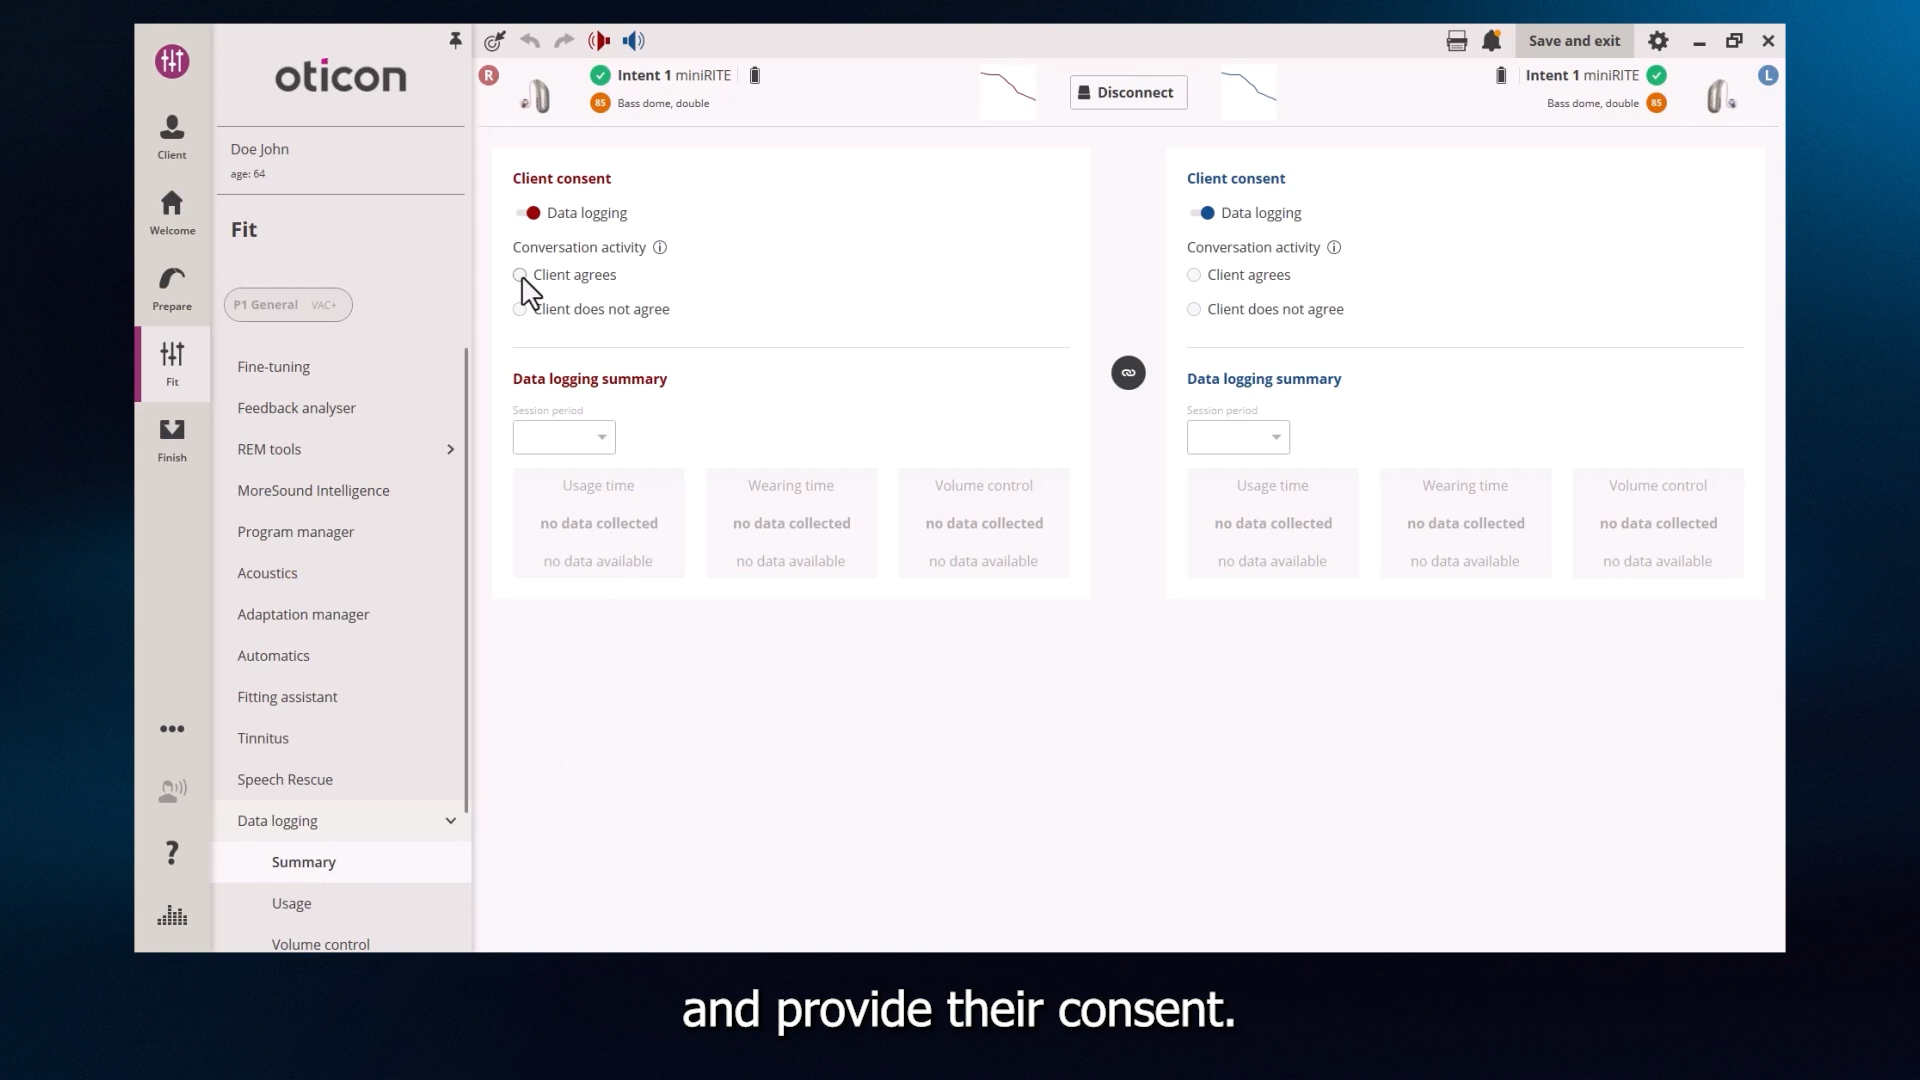 Save and exit
oticon
R
Intent 1 miniRITE
85
Bass dome, double
Disconnect
Intent 1 miniRITE
Bass dome, double
85
L
Client
Welcome
Prepare
Fit
Finish
?
Doe John
age: 64
Fit
P1 General VAC+
Fine-tuning
Feedback analyser
REM tools
MoreSound Intelligence
Program manager
Acoustics
Adaptation manager
Automatics
Fitting assistant
Tinnitus
Speech Rescue
Data logging
Summary
Usage
Volume control
Client consent
Data logging
Conversation activity
Client agrees
Client does not agree
Data logging summary
Session period
Usage time
no data collected
no data available
Wearing time
no data collected
no data available
Volume control
no data collected
no data available
Client consent
Data logging
Conversation activity
Client agrees
Client does not agree
Data logging summary
Session period
Usage time
no data collected
no data available
Wearing time
no data collected
no data available
Volume control
no data collected
no data available
and provide their consent.